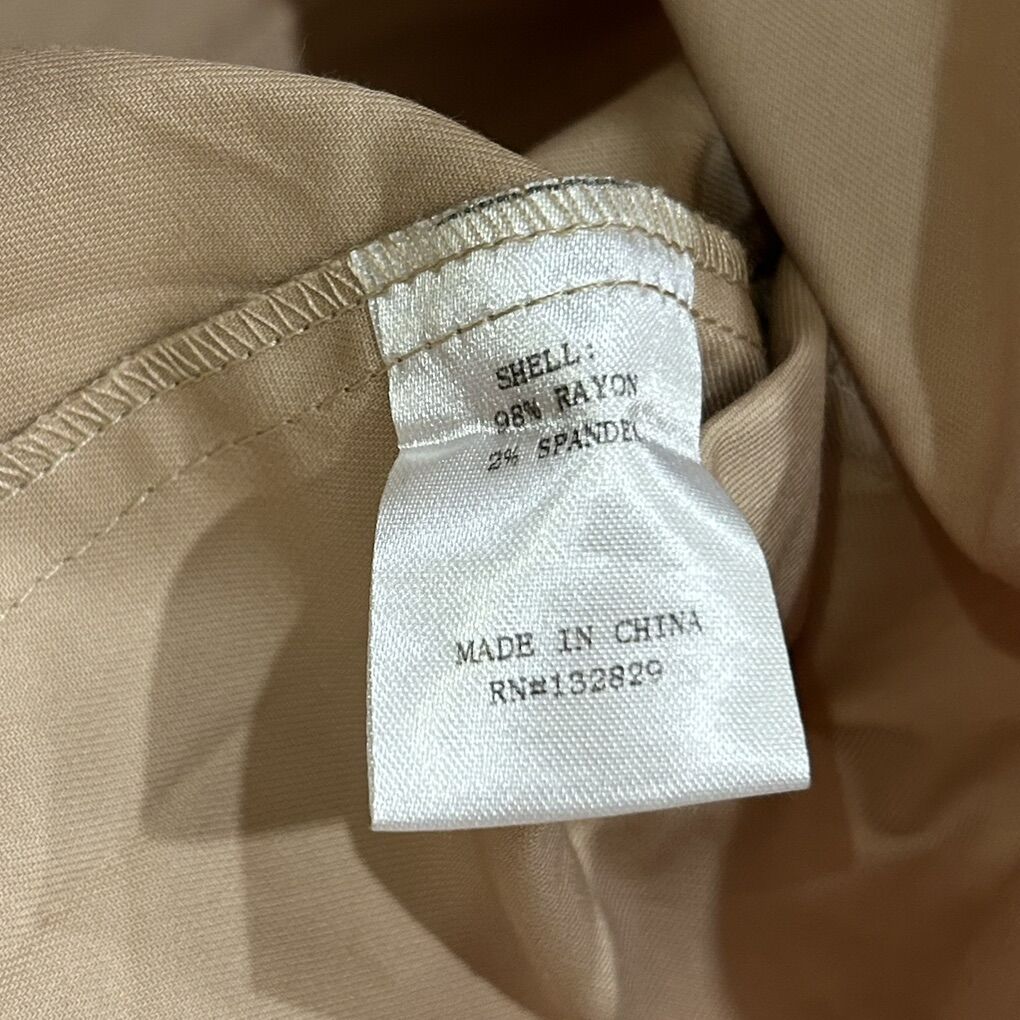 SHELL:
98% RAYON
2% SPANDEX
MADE IN CHINA
RN#132829